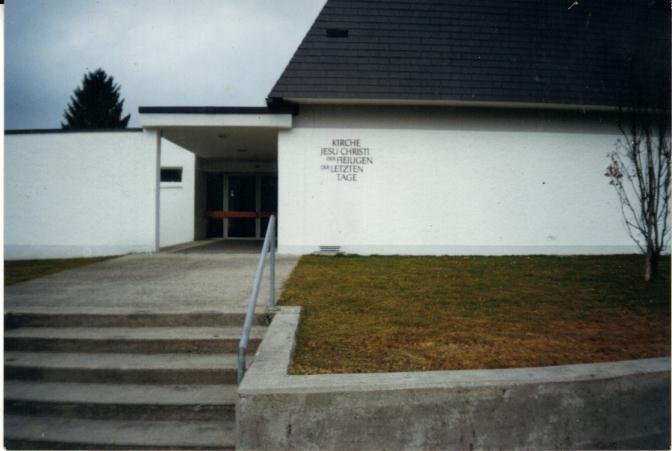 KIRCHE
JESU CHRISTI
DER HEILIGEN
DER LETZTEN
TAGE